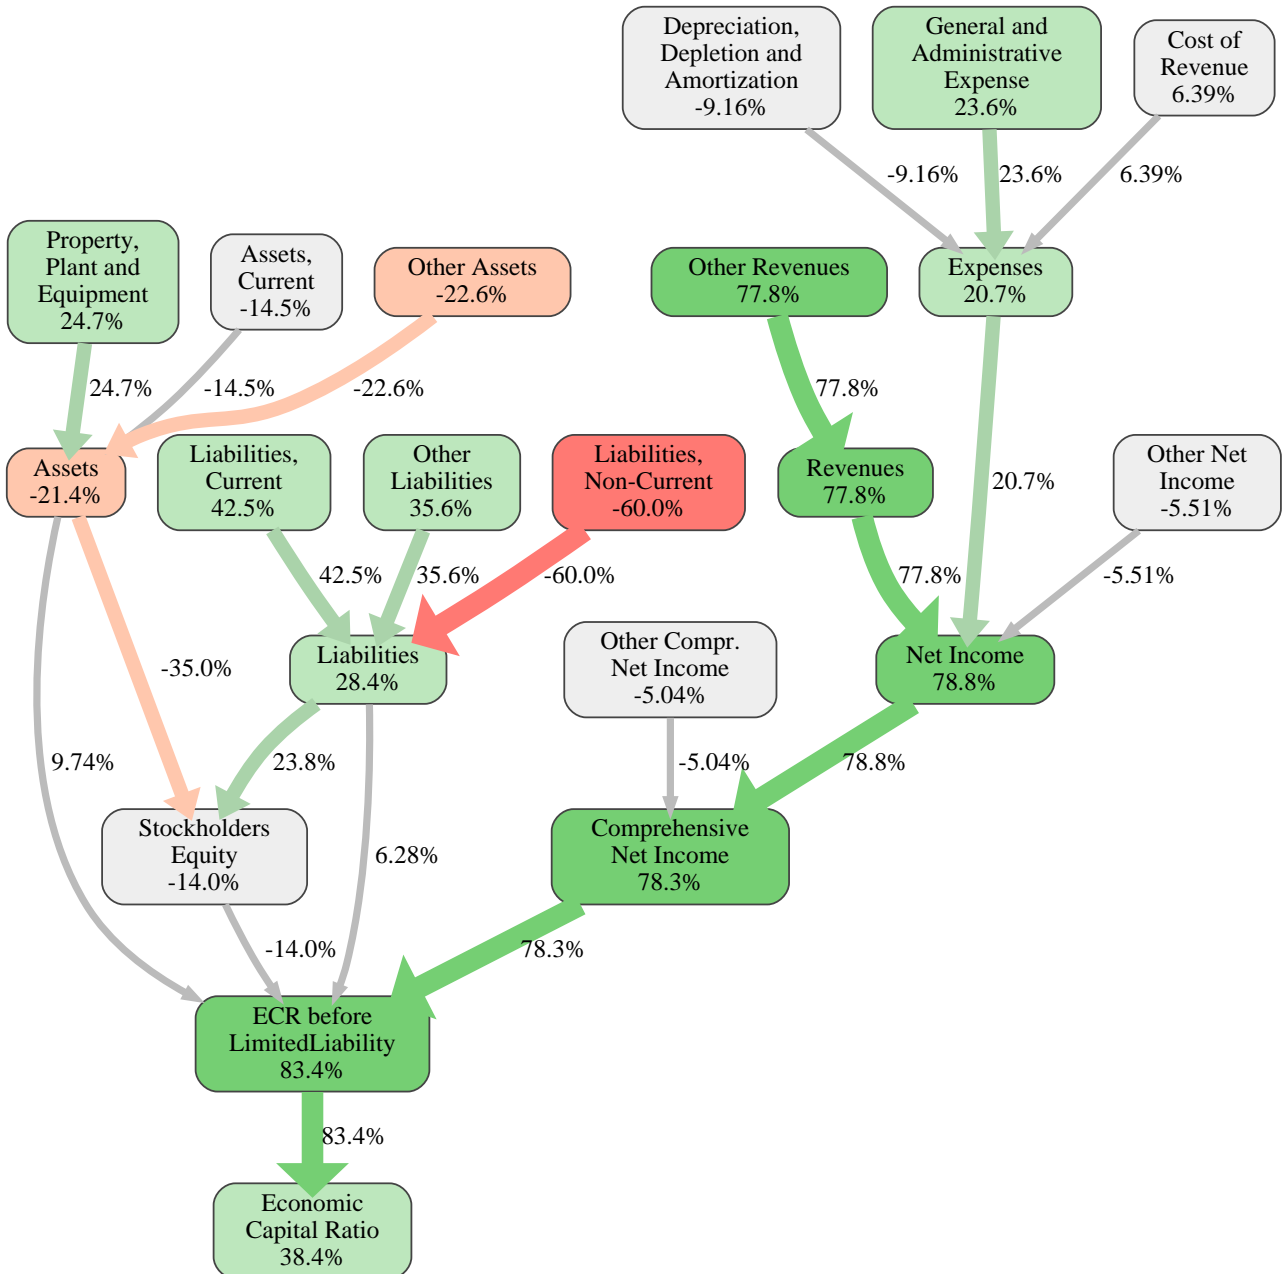 Depreciation,
Depletion and
Amortization
-9.16%
General and
Administrative
Expense
23.6%
Cost of
Revenue
6.39%
-9.16%
23.6%
6.39%
Property,
Plant and
Equipment
24.7%
Assets,
Current
-14.5%
Other Assets
-22.6%
Other Revenues
77.8%
Expenses
20.7%
24.7%
-14.5%
-22.6%
77.8%
Assets
-21.4%
Liabilities,
Current
42.5%
Other
Liabilities
35.6%
Liabilities,
Non-Current
-60.0%
Revenues
77.8%
20.7%
Other Net
Income
-5.51%
42.5%
35.6%
-60.0%
77.8%
-5.51%
-35.0%
Liabilities
28.4%
Other Compr.
Net Income
-5.04%
Net Income
78.8%
9.74%
23.8%
-5.04%
78.8%
Stockholders
Equity
-14.0%
6.28%
Comprehensive
Net Income
78.3%
-14.0%
78.3%
ECR before
LimitedLiability
83.4%
83.4%
Economic
Capital Ratio
38.4%